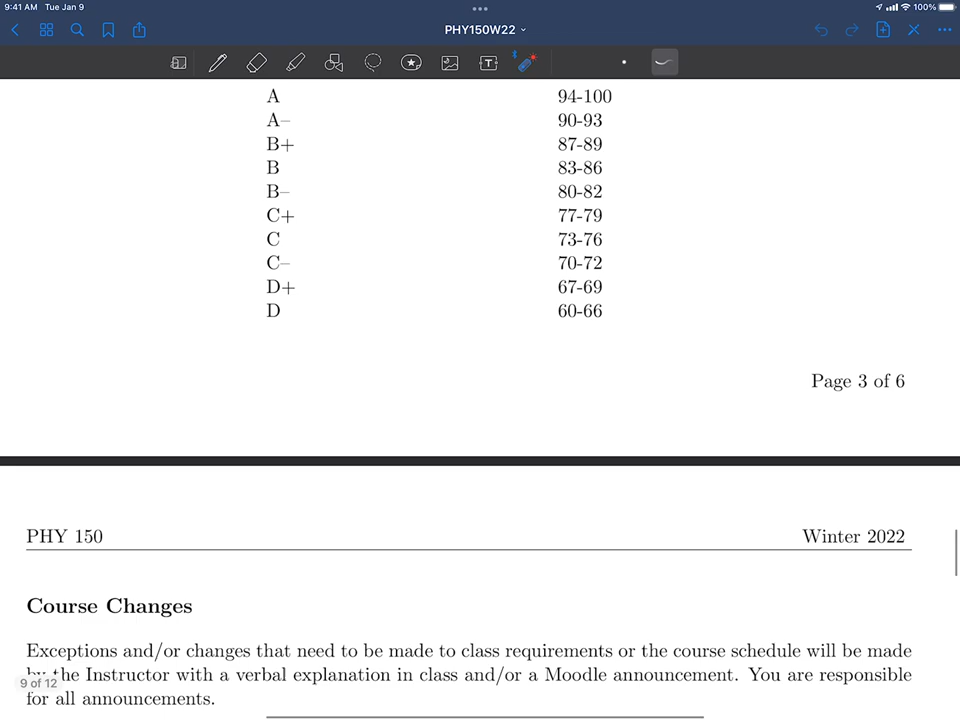 9:41 AM Tue Jan 9
100%
PHY150W22
T
A 94-100
A– 90-93
B+ 87-89
B 83-86
B– 80-82
C+ 77-79
C 73-76
C– 70-72
D+ 67-69
D 60-66
Page 3 of 6
PHY 150 Winter 2022
Course Changes
Exceptions and/or changes that need to be made to class requirements or the course schedule will be made
by the Instructor with a verbal explanation in class and/or a Moodle announcement. You are responsible
9 of 12
for all announcements.